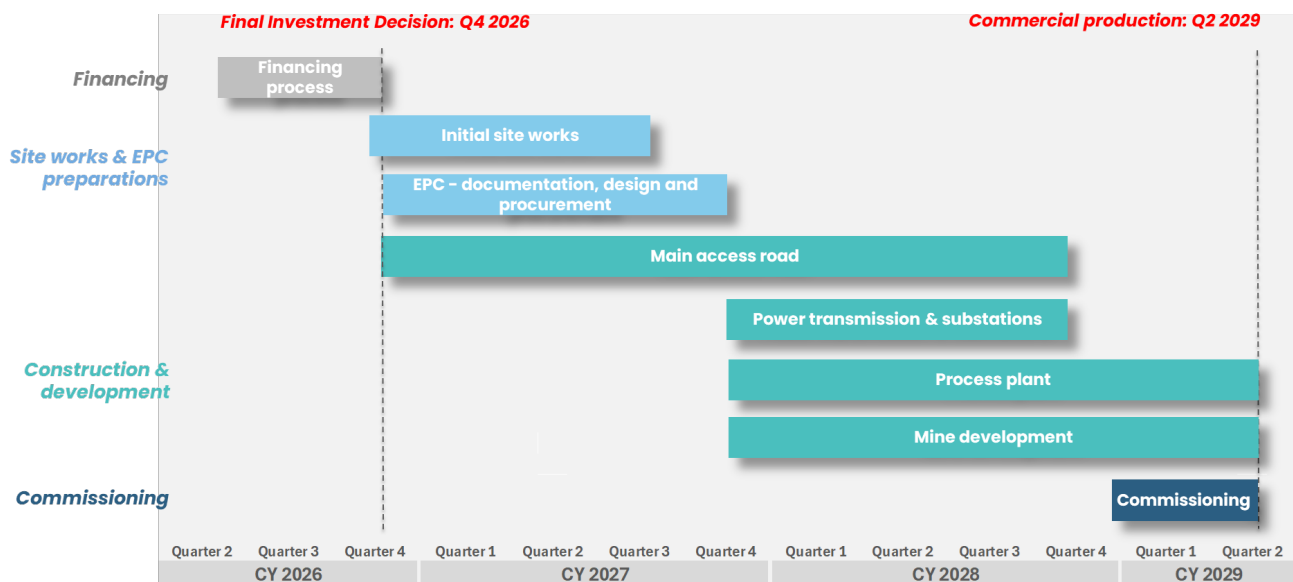 Final Investment Decision: Q4 2026
Commercial production: Q2 2029
Financing
Financing
process
Initial site works
Site works & EPC
preparations
EPC - documentation, design and
procurement
Main access road
Power transmission & substations
Construction &
development
Process plant
Mine development
Commissioning
Commissioning
Quarter 2 Quarter 3 Quarter 4 Quarter 1 Quarter 2 Quarter 3 Quarter 4 Quarter 1 Quarter 2 Quarter 3 Quarter 4 Quarter 1 Quarter 2
CY 2026 CY 2027 CY 2028 CY 2029